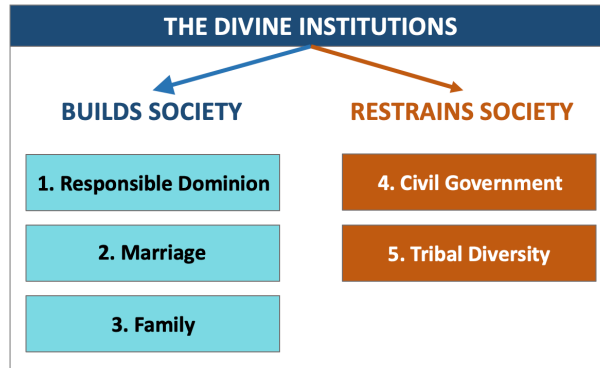 THE DIVINE INSTITUTIONS
BUILDS SOCIETY
1. Responsible Dominion
2. Marriage
3. Family
RESTRAINS SOCIETY
4. Civil Government
5. Tribal Diversity